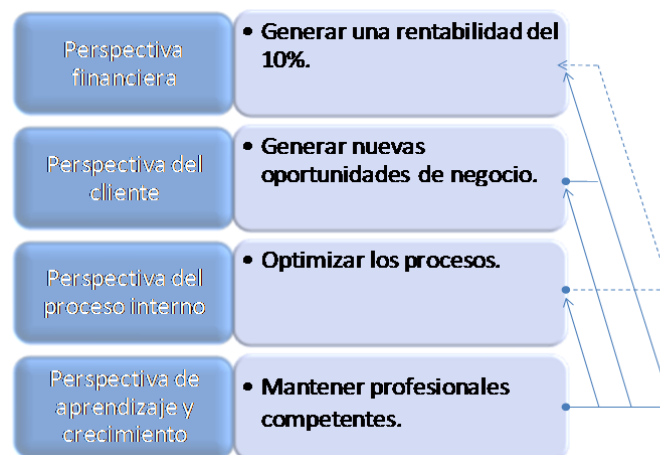 Perspectiva
financiera
• Generar una rentabilidad del
10%.
Perspectiva del
cliente
• Generar nuevas
oportunidades de negocio.
Perspectiva del
proceso interno
• Optimizar los procesos.
Perspectiva de
aprendizaje y
crecimiento
• Mantener profesionales
competentes.